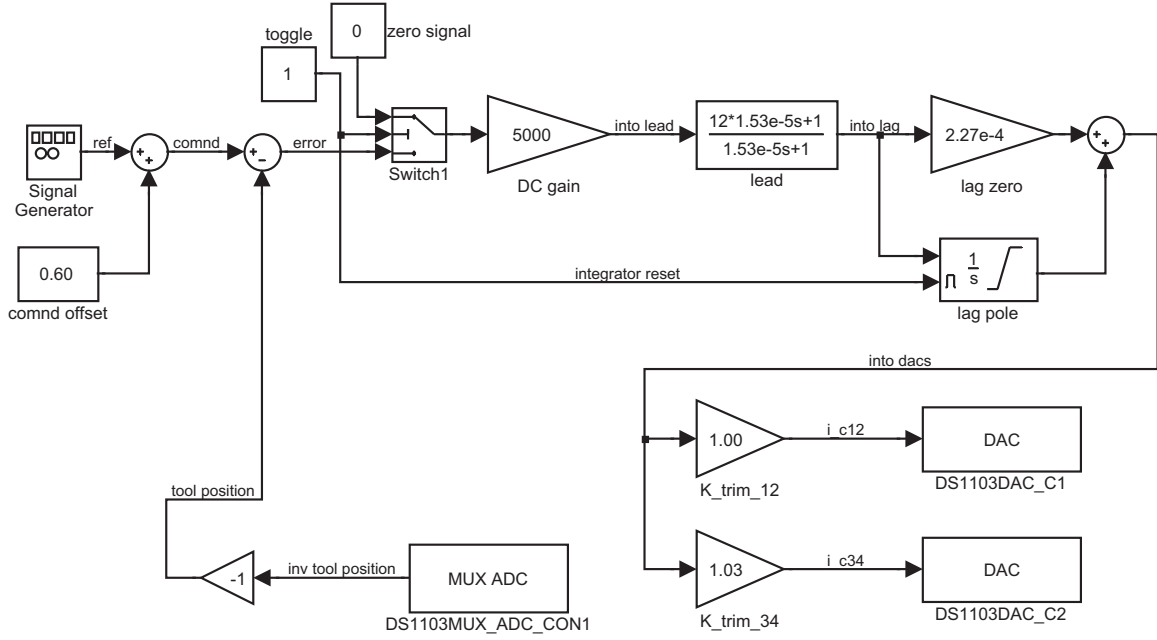 toggle
0
zero signal
1
ref
comnd
error
Switch1
5000
DC gain
into lead
12*1.53e-5s+1
1.53e-5s+1
lead
into lag
2.27e-4
lag zero
Signal
Generator
0.60
comnd offset
integrator reset
1
s
lag pole
into dacs
1.00
K_trim_12
i_c12
DAC
DS1103DAC_C1
tool position
-1
inv tool position
MUX ADC
DS1103MUX_ADC_CON1
1.03
K_trim_34
i_c34
DAC
DS1103DAC_C2